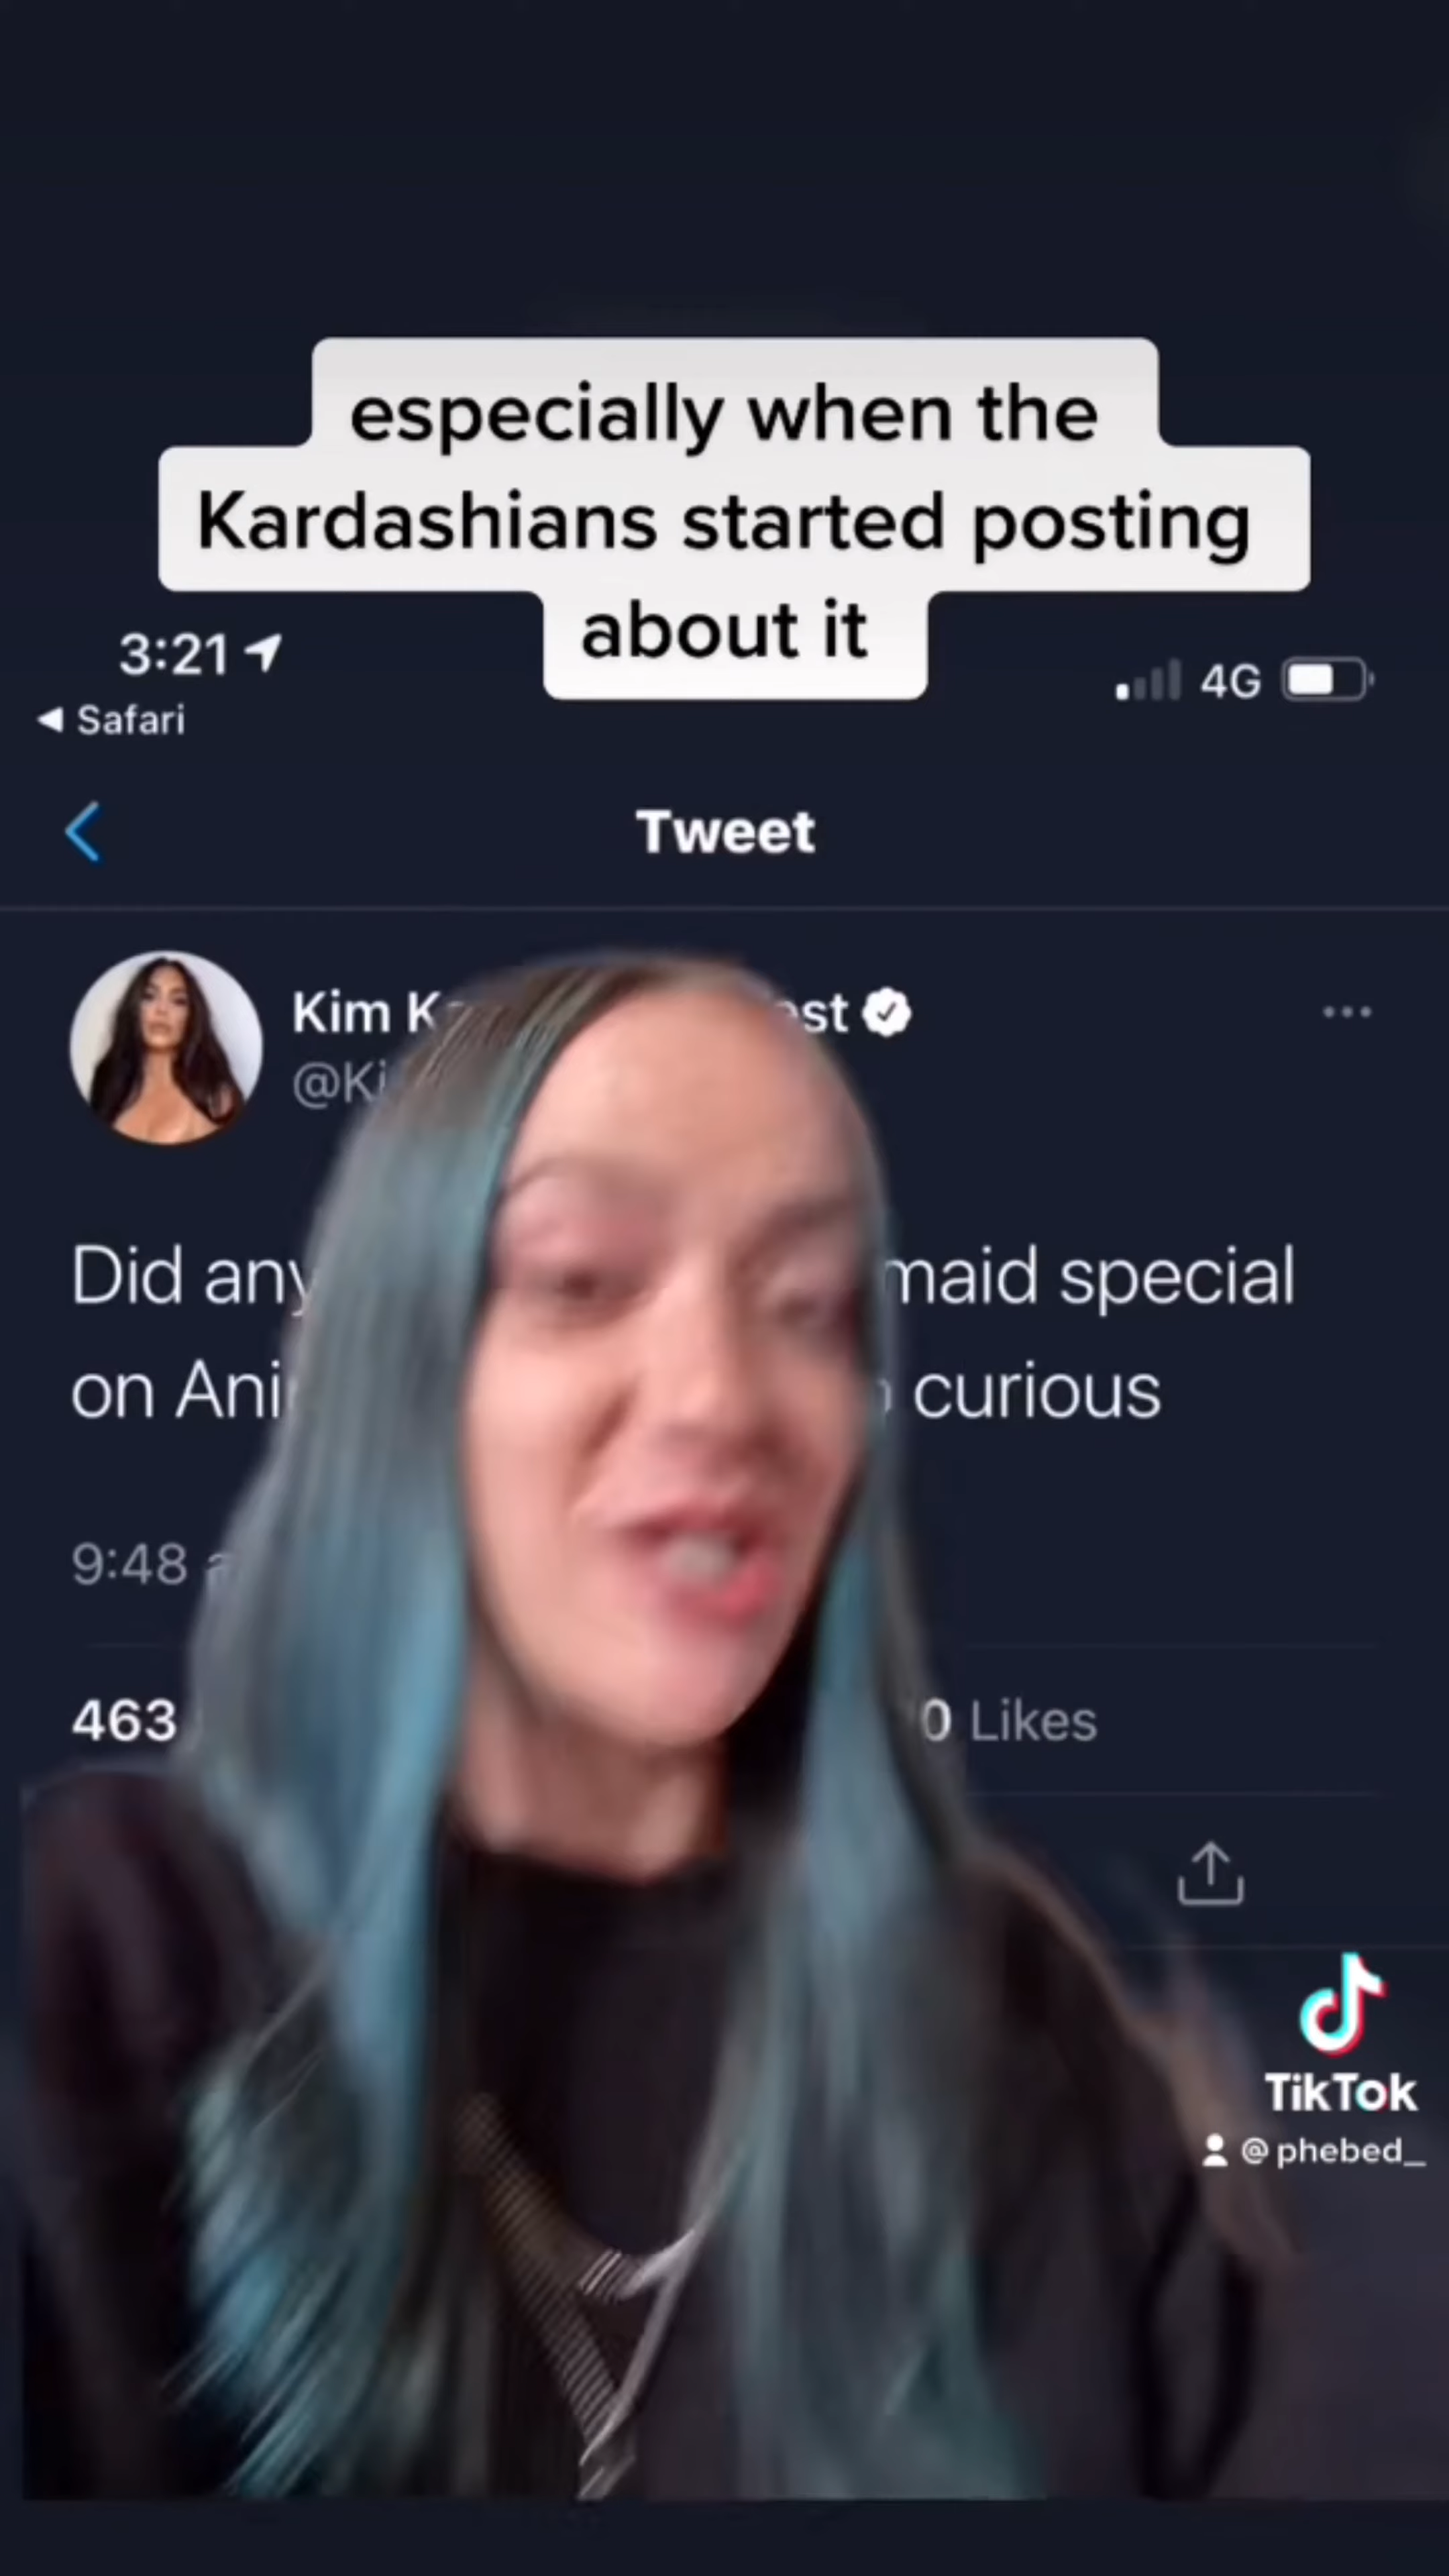 especially when the
Kardashians started posting
about it
3:21
4G
Safari
Tweet
Kim K
st
@Ki
Did any maid special
on Ani curious
9:48
463
0 Likes
TikTok
@phebed_